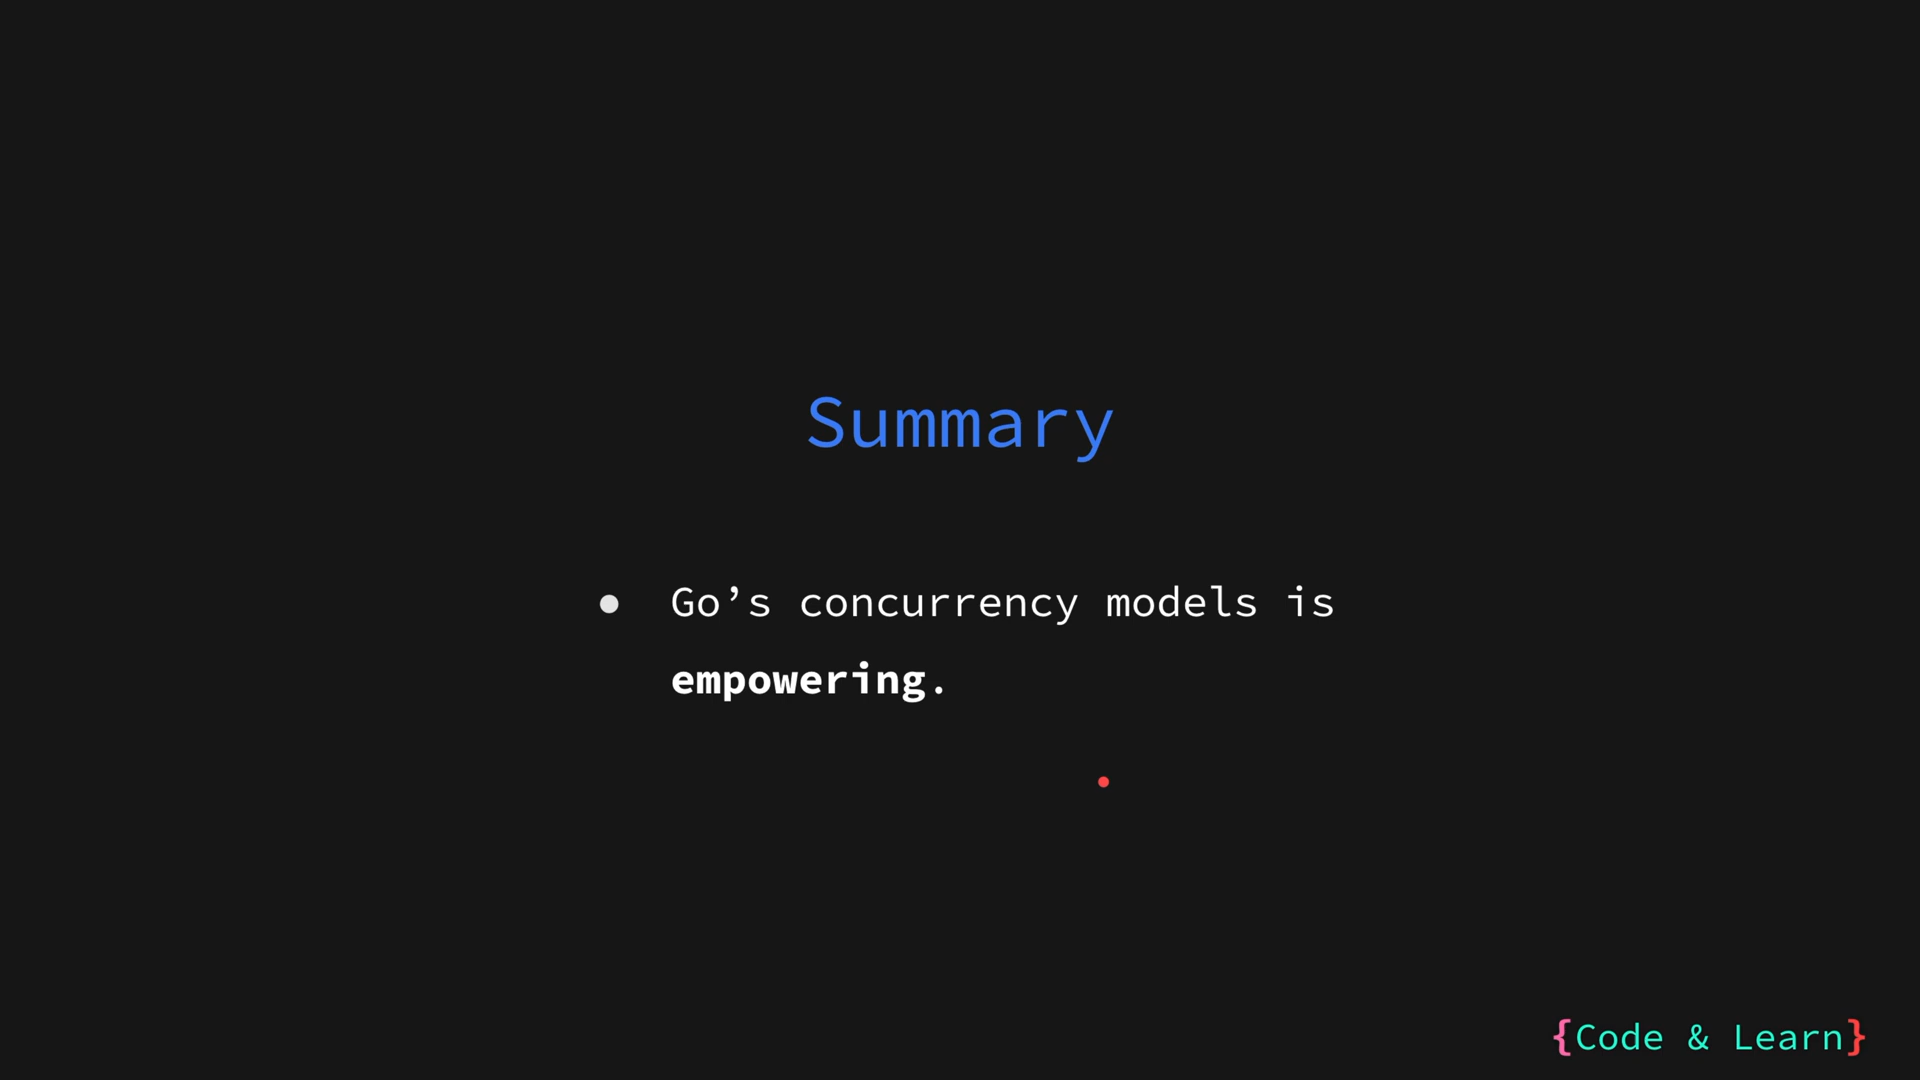 Summary
● Go’s concurrency models is
empowering.
{Code & Learn}